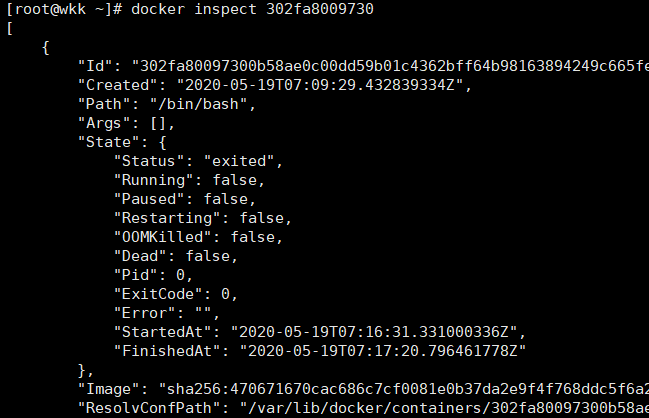 [root@wkk ~]# docker inspect 302fa8009730
[
    {
        "Id": "302fa80097300b58ae0c00dd59b01c4362bff64b98163894249c665fe
        "Created": "2020-05-19T07:09:29.432839334Z",
        "Path": "/bin/bash",
        "Args": [],
        "State": {
            "Status": "exited",
            "Running": false,
            "Paused": false,
            "Restarting": false,
            "OOMKilled": false,
            "Dead": false,
            "Pid": 0,
            "ExitCode": 0,
            "Error": "",
            "StartedAt": "2020-05-19T07:16:31.331000336Z",
            "FinishedAt": "2020-05-19T07:17:20.796461778Z"
        },
        "Image": "sha256:470671670cac686c7cf0081e0b37da2e9f4f768ddc5f6a2
        "ResolvConfPath": "/var/lib/docker/containers/302fa80097300b58ae